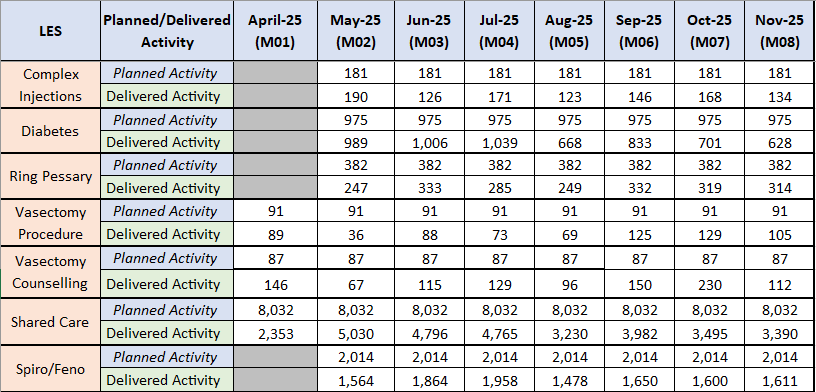 LES Planned/Delivered Activity April-25 (M01) May-25 (M02) Jun-25 (M03) Jul-25 (M04) Aug-25 (M05) Sep-25 (M06) Oct-25 (M07) Nov-25 (M08)
Complex Injections Planned Activity 181 181 181 181 181 181 181
Delivered Activity 190 126 171 123 146 168 134
Diabetes Planned Activity 975 975 975 975 975 975 975
Delivered Activity 989 1,006 1,039 668 833 701 628
Ring Pessary Planned Activity 382 382 382 382 382 382 382
Delivered Activity 247 333 285 249 332 319 314
Vasectomy Procedure Planned Activity 91 91 91 91 91 91 91 91
Delivered Activity 89 36 88 73 69 125 129 105
Vasectomy Counselling Planned Activity 87 87 87 87 87 87 87 87
Delivered Activity 146 67 115 129 96 150 230 112
Shared Care Planned Activity 8,032 8,032 8,032 8,032 8,032 8,032 8,032 8,032
Delivered Activity 2,353 5,030 4,796 4,765 3,230 3,982 3,495 3,390
Spiro/Feno Planned Activity 2,014 2,014 2,014 2,014 2,014 2,014 2,014
Delivered Activity 1,564 1,864 1,958 1,478 1,650 1,600 1,611